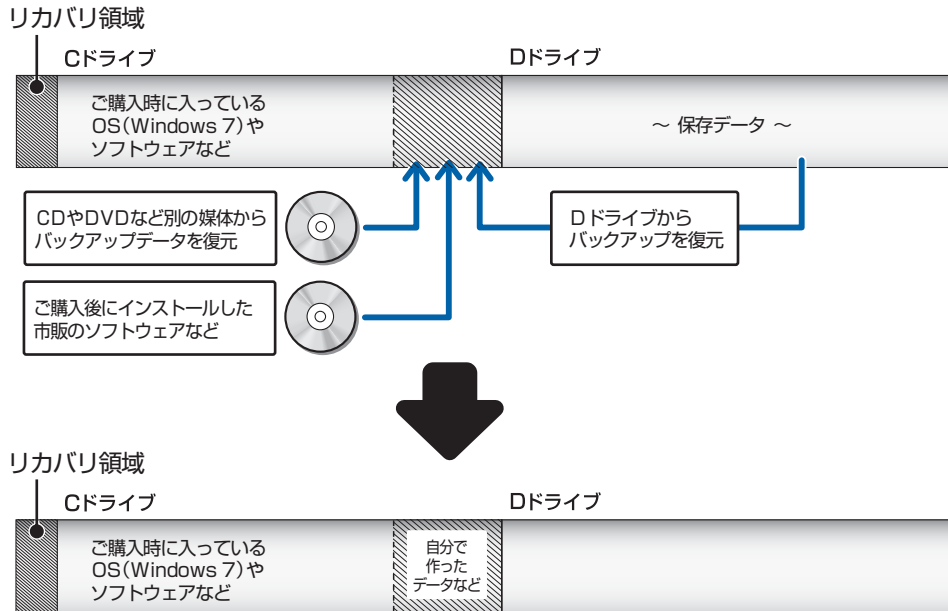 リカバリ領域
Cドライブ
Dドライブ
ご購入時に入っている
OS(Windows 7)や
ソフトウェアなど
～ 保存データ ～
CDやDVDなど別の媒体から
バックアップデータを復元
Dドライブから
バックアップを復元
ご購入後にインストールした
市販のソフトウェアなど
リカバリ領域
Cドライブ
Dドライブ
ご購入時に入っている
OS(Windows 7)や
ソフトウェアなど
自分で
作った
データなど